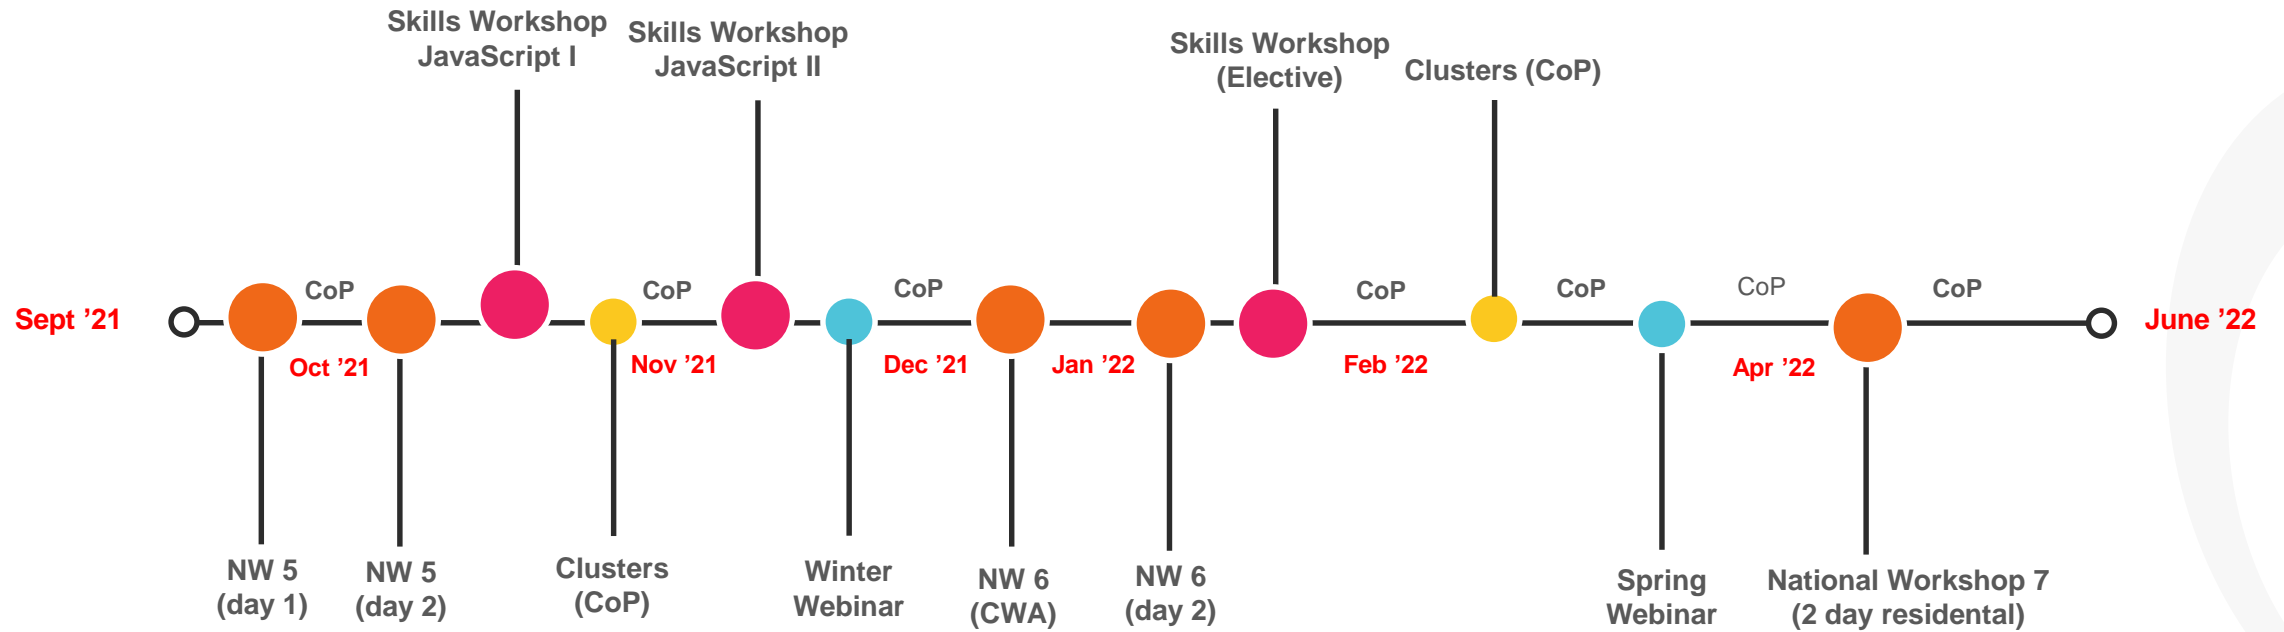 Skills Workshop
JavaScript I
Skills Workshop
JavaScript II
Skills Workshop
(Elective)
Clusters (CoP)
Sept ’21
CoP
CoP
CoP
CoP
CoP
CoP
CoP
June ’22
Oct ’21
Nov ’21
Dec ’21
Jan ’22
Feb ’22
Apr ’22
NW 5
(day 1)
NW 5
(day 2)
Clusters
(CoP)
Winter
Webinar
NW 6
(CWA)
NW 6
(day 2)
Spring
Webinar
National Workshop 7
(2 day residental)